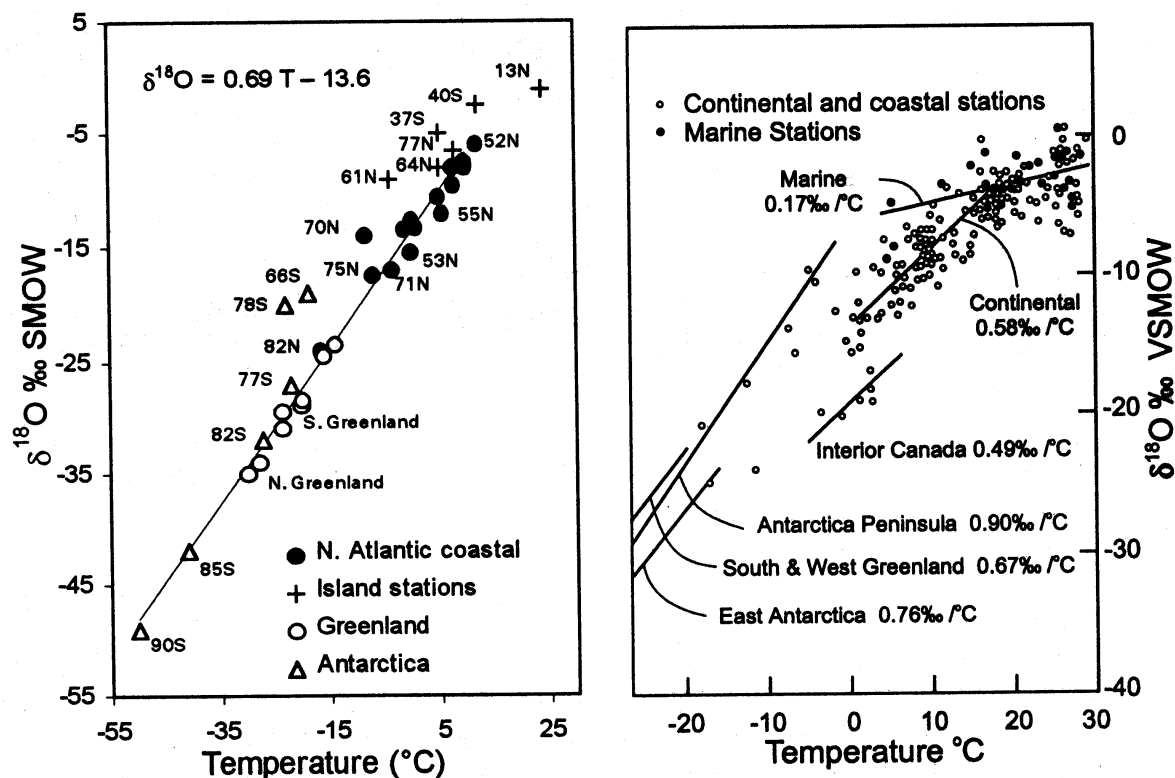 5
-5
-15
-25
-35
-45
-55
δ¹⁸O ‰ SMOW
δ¹⁸O = 0.69 T – 13.6
13N
40S
37S
77N
52N
64N
61N
55N
70N
53N
75N
71N
66S
78S
82N
77S
S. Greenland
82S
N. Greenland
85S
90S
N. Atlantic coastal
Island stations
Greenland
Antarctica
-55
-35
-15
5
25
Temperature (°C)
Continental and coastal stations
Marine Stations
Marine
0.17‰ /°C
Continental
0.58‰ /°C
Interior Canada 0.49‰ /°C
Antarctica Peninsula 0.90‰ /°C
South & West Greenland 0.67‰ /°C
East Antarctica 0.76‰ /°C
0
-10
-20
-30
-40
δ¹⁸O ‰ VSMOW
-20
-10
0
10
20
30
Temperature °C